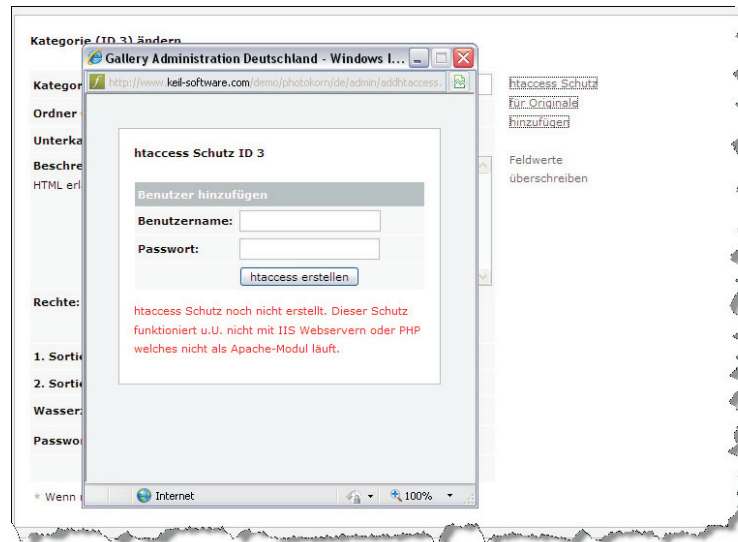 Kategorie (ID 3) ändern
Gallery Administration Deutschland - Windows I...
http://www.keil-software.com/demo/photokorn/de/admin/addhtaccess.
htaccess Schutz ID 3
Benutzer hinzufügen
Benutzername:
Passwort:
htaccess erstellen
htaccess Schutz noch nicht erstellt. Dieser Schutz
funktioniert u.U. nicht mit IIS Webservern oder PHP
welches nicht als Apache-Modul läuft.
Internet
100%
Kategor
Ordner
Unterka
Beschre
HTML erl
Rechte:
1. Sortie
2. Sortie
Wasser
Passwo
* Wenn
htaccess Schutz
für Originale
hinzufügen
Feldwerte
überschreiben